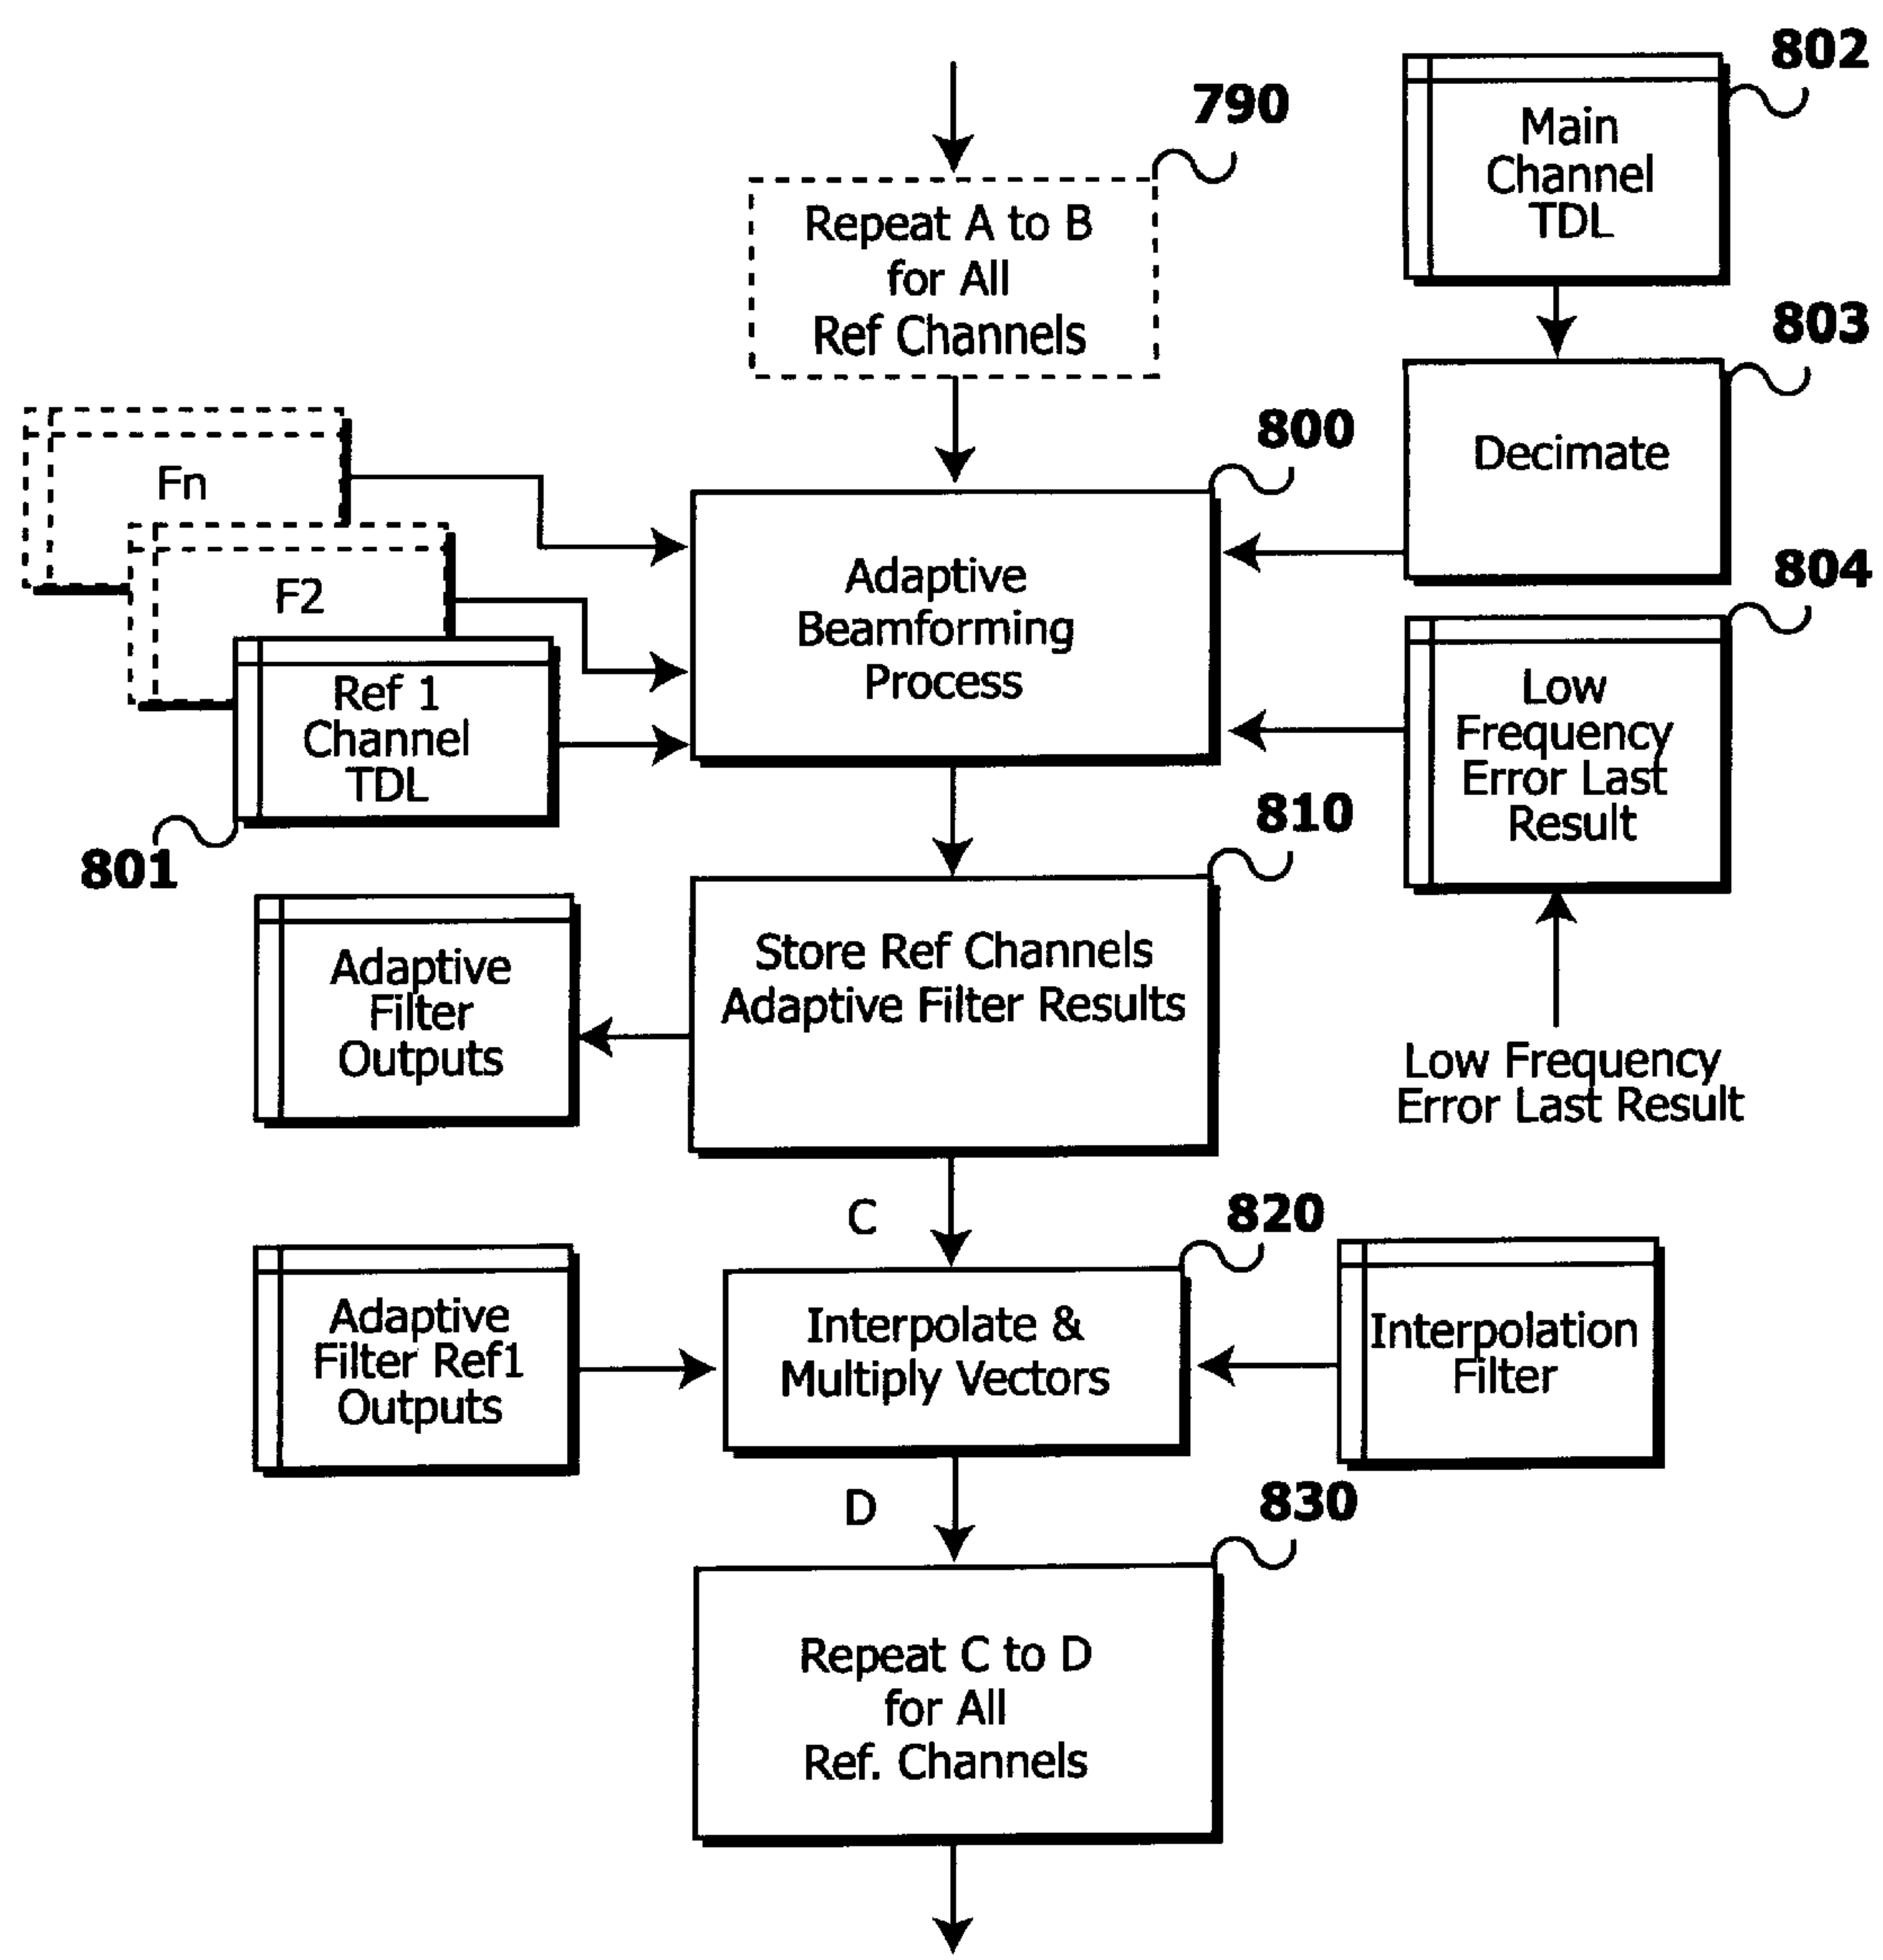 802
Main
Channel
TDL
790
Repeat A to B
for All
Ref Channels
803
Decimate
800
Adaptive
Beamforming
Process
Fn
F2
Ref 1
Channel
TDL
801
804
Low
Frequency
Error Last
Result
Low Frequency
Error Last Result
810
Store Ref Channels
Adaptive Filter Results
Adaptive
Filter
Outputs
C
820
Interpolate &
Multiply Vectors
Adaptive
Filter Ref1
Outputs
Interpolation
Filter
D
830
Repeat C to D
for All
Ref. Channels